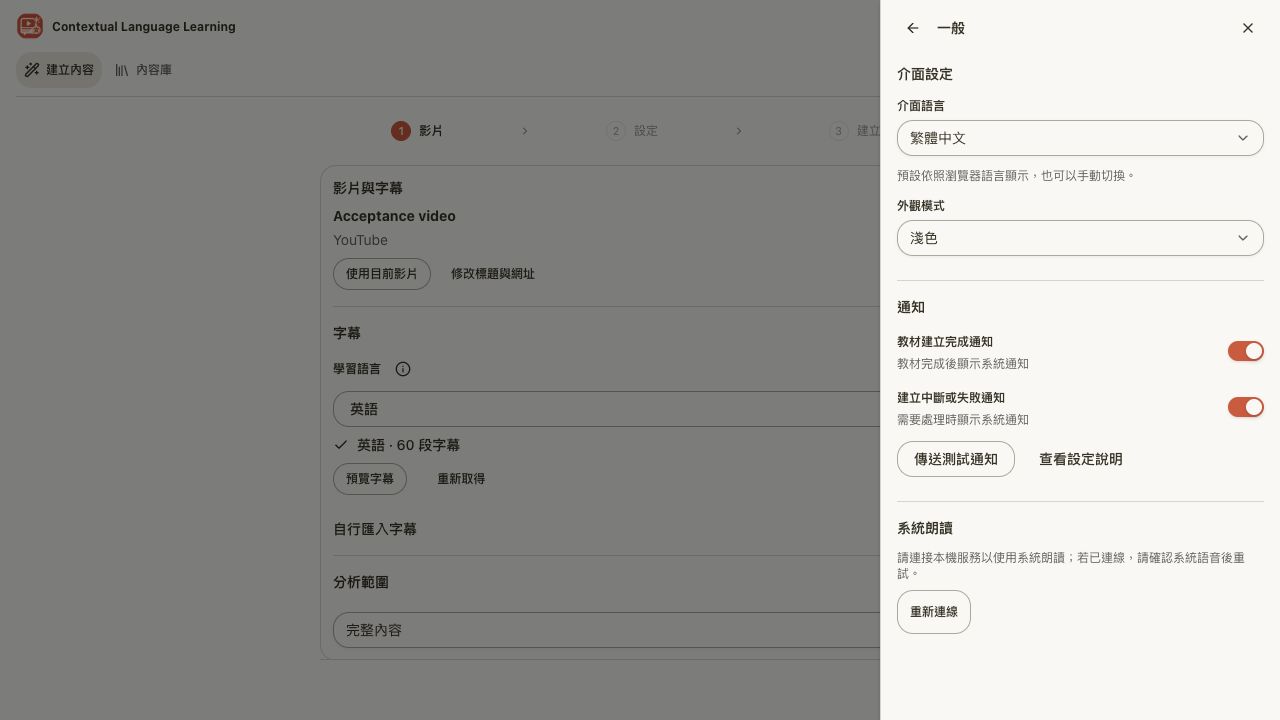 Contextual Language Learning
建立內容
內容庫
1 影片
2 設定
3 建立
影片與字幕
Acceptance video
YouTube
使用目前影片
修改標題與網址
字幕
學習語言
英語
英語 · 60 段字幕
預覽字幕
重新取得
自行匯入字幕
分析範圍
完整內容
一般
介面設定
介面語言
繁體中文
預設依照瀏覽器語言顯示，也可以手動切換。
外觀模式
淺色
通知
教材建立完成通知
教材完成後顯示系統通知
建立中斷或失敗通知
需要處理時顯示系統通知
傳送測試通知
查看設定說明
系統朗讀
請連接本機服務以使用系統朗讀；若已連線，請確認系統語音後重
試。
重新連線